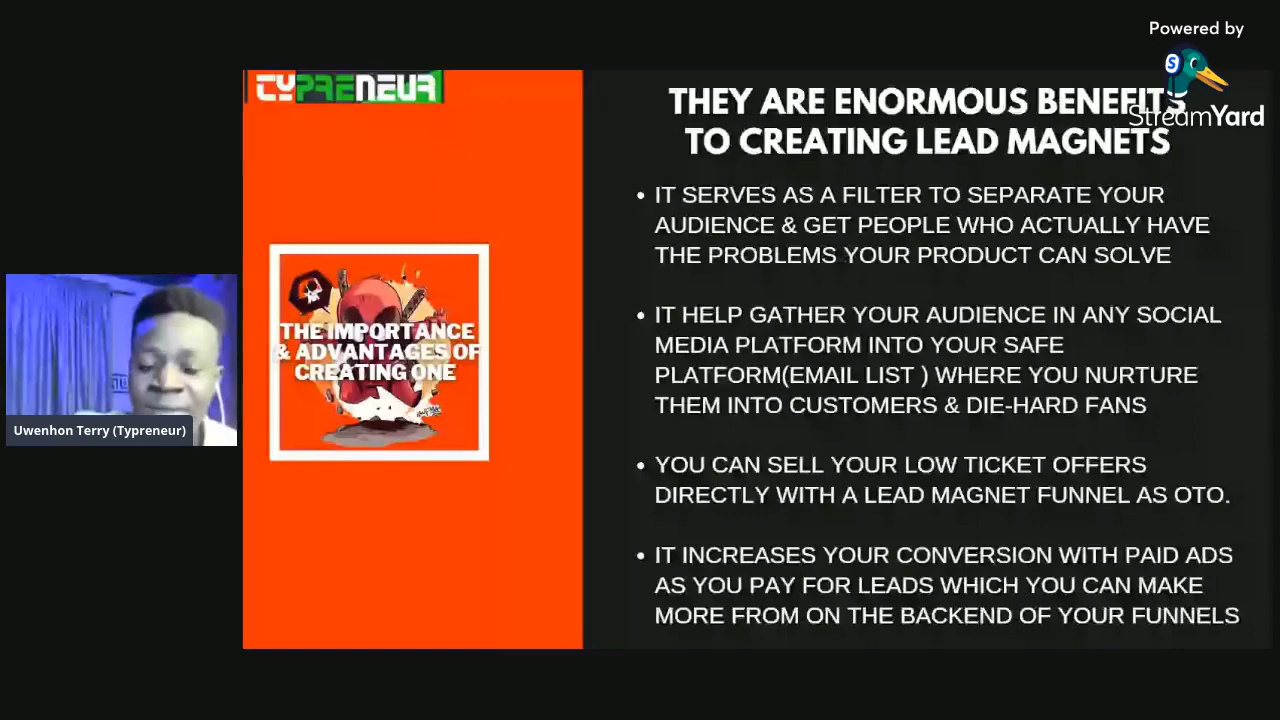 Powered by
StreamYard
TYPRENEUR
THEY ARE ENORMOUS BENEFITS
TO CREATING LEAD MAGNETS
• IT SERVES AS A FILTER TO SEPARATE YOUR
AUDIENCE & GET PEOPLE WHO ACTUALLY HAVE
THE PROBLEMS YOUR PRODUCT CAN SOLVE
• IT HELP GATHER YOUR AUDIENCE IN ANY SOCIAL
MEDIA PLATFORM INTO YOUR SAFE
PLATFORM(EMAIL LIST ) WHERE YOU NURTURE
THEM INTO CUSTOMERS & DIE-HARD FANS
• YOU CAN SELL YOUR LOW TICKET OFFERS
DIRECTLY WITH A LEAD MAGNET FUNNEL AS OTO.
• IT INCREASES YOUR CONVERSION WITH PAID ADS
AS YOU PAY FOR LEADS WHICH YOU CAN MAKE
MORE FROM ON THE BACKEND OF YOUR FUNNELS
THE IMPORTANCE
& ADVANTAGES OF
CREATING ONE
Uwenhon Terry (Typreneur)